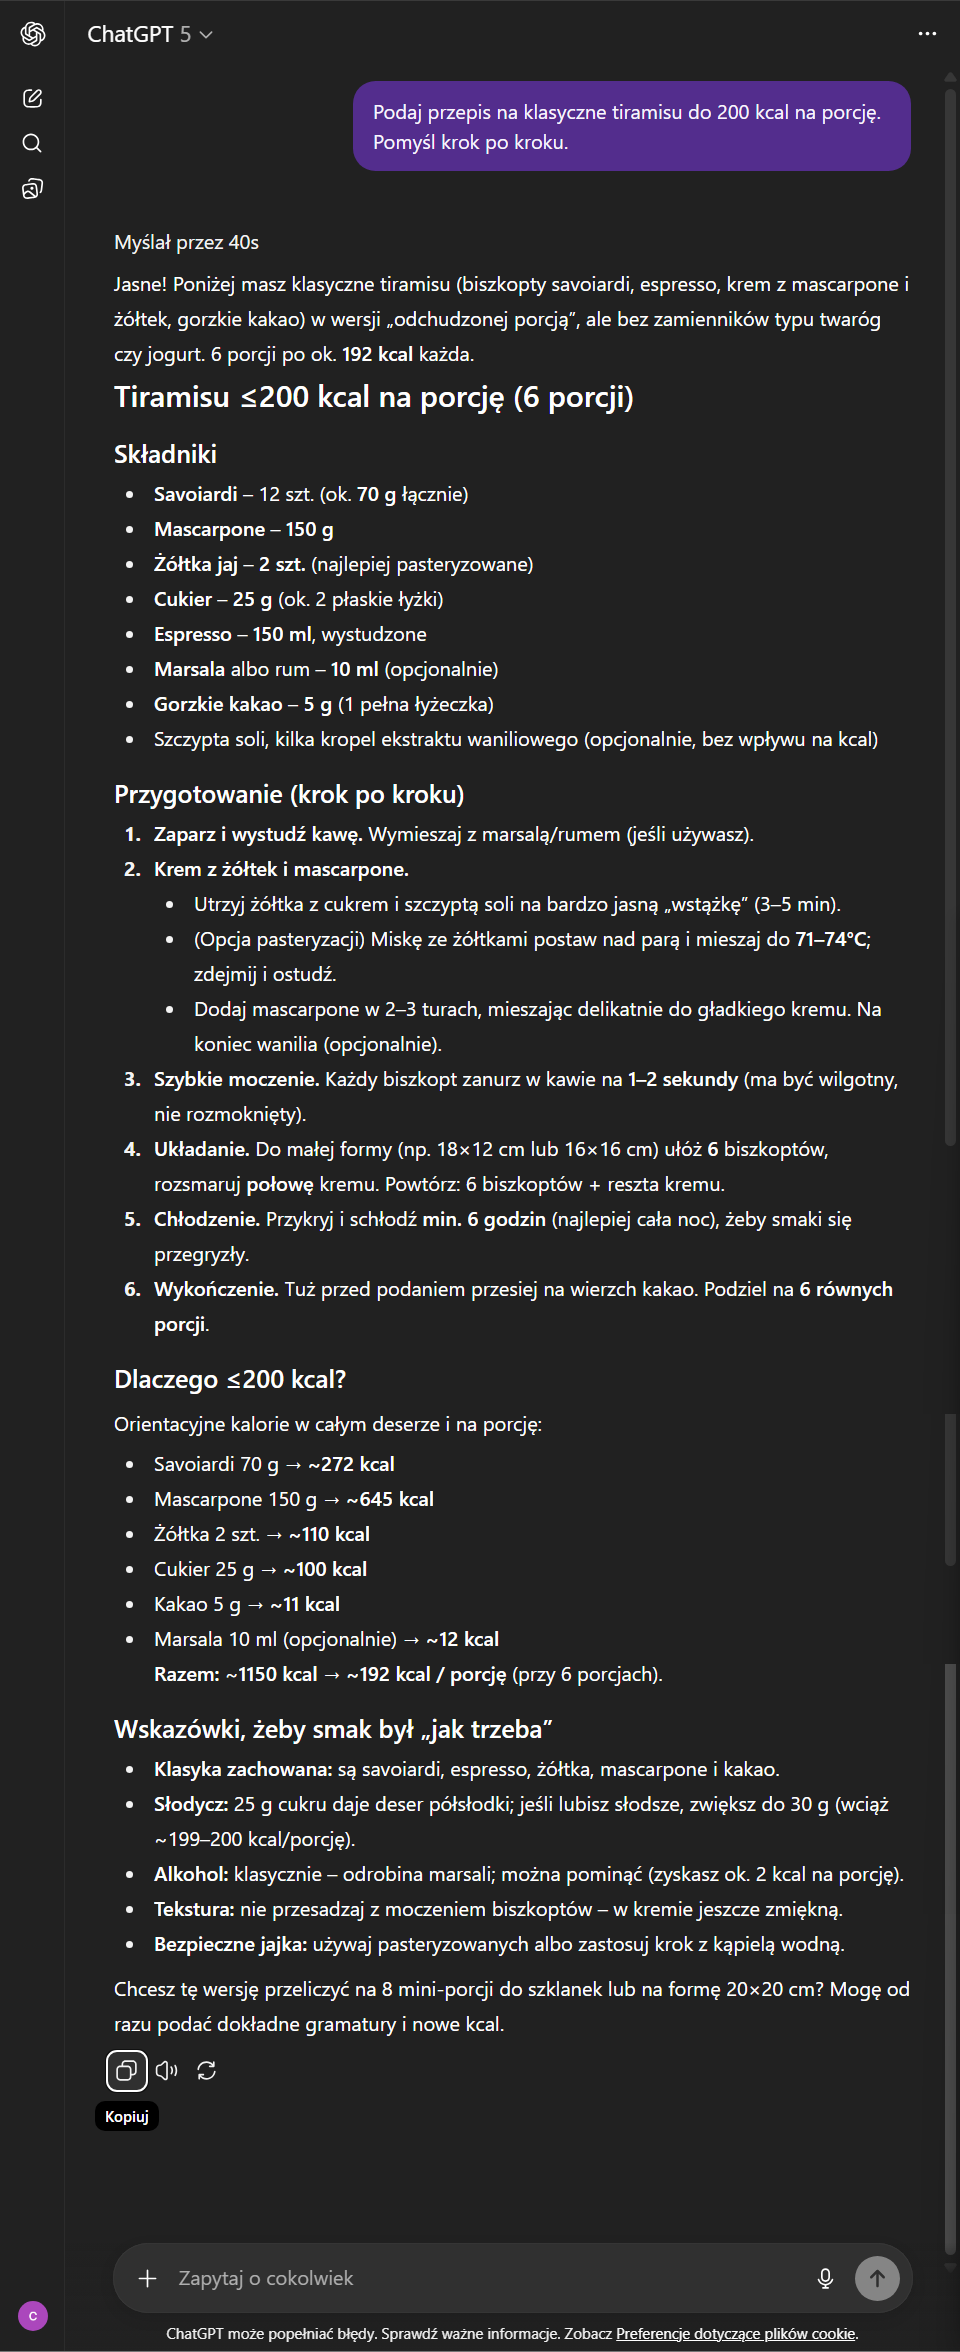 ChatGPT 5
Podaj przepis na klasyczne tiramisu do 200 kcal na porcję.
Pomyśl krok po kroku.
Myślał przez 40s
Jasne! Poniżej masz klasyczne tiramisu (biszkopty savoiardi, espresso, krem z mascarpone i
żółtek, gorzkie kakao) w wersji „odchudzonej porcją”, ale bez zamienników typu twaróg
czy jogurt. 6 porcji po ok. 192 kcal każda.
Tiramisu ≤200 kcal na porcję (6 porcji)
Składniki
• Savoiardi – 12 szt. (ok. 70 g łącznie)
• Mascarpone – 150 g
• Żółtka jaj – 2 szt. (najlepiej pasteryzowane)
• Cukier – 25 g (ok. 2 płaskie łyżki)
• Espresso – 150 ml, wystudzone
• Marsala albo rum – 10 ml (opcjonalnie)
• Gorzkie kakao – 5 g (1 pełna łyżeczka)
• Szczypta soli, kilka kropel ekstraktu waniliowego (opcjonalnie, bez wpływu na kcal)
Przygotowanie (krok po kroku)
1. Zaparz i wystudź kawę. Wymieszaj z marsalą/rumem (jeśli używasz).
2. Krem z żółtek i mascarpone.
• Utrzyj żółtka z cukrem i szczyptą soli na bardzo jasną „wstążkę” (3–5 min).
• (Opcja pasteryzacji) Miskę ze żółtkami postaw nad parą i mieszaj do 71–74°C;
zdejmij i ostudź.
• Dodaj mascarpone w 2–3 turach, mieszając delikatnie do gładkiego kremu. Na
koniec wanilia (opcjonalnie).
3. Szybkie moczenie. Każdy biszkopt zanurz w kawie na 1–2 sekundy (ma być wilgotny,
nie rozmoknięty).
4. Układanie. Do małej formy (np. 18×12 cm lub 16×16 cm) ułóż 6 biszkoptów,
rozsmaruj połowę kremu. Powtórz: 6 biszkoptów + reszta kremu.
5. Chłodzenie. Przykryj i schłodź min. 6 godzin (najlepiej cała noc), żeby smaki się
przegryzły.
6. Wykończenie. Tuż przed podaniem przesiej na wierzch kakao. Podziel na 6 równych
porcji.
Dlaczego ≤200 kcal?
Orientacyjne kalorie w całym deserze i na porcję:
• Savoiardi 70 g → ~272 kcal
• Mascarpone 150 g → ~645 kcal
• Żółtka 2 szt. → ~110 kcal
• Cukier 25 g → ~100 kcal
• Kakao 5 g → ~11 kcal
• Marsala 10 ml (opcjonalnie) → ~12 kcal
Razem: ~1150 kcal → ~192 kcal / porcję (przy 6 porcjach).
Wskazówki, żeby smak był „jak trzeba”
• Klasyka zachowana: są savoiardi, espresso, żółtka, mascarpone i kakao.
• Słodycz: 25 g cukru daje deser półsłodki; jeśli lubisz słodsze, zwiększ do 30 g (wciąż
~199–200 kcal/porcję).
• Alkohol: klasycznie – odrobina marsali; można pominąć (zyskasz ok. 2 kcal na porcję).
• Tekstura: nie przesadzaj z moczeniem biszkoptów – w kremie jeszcze zmiękną.
• Bezpieczne jajka: używaj pasteryzowanych albo zastosuj krok z kąpielą wodną.
Chcesz tę wersję przeliczyć na 8 mini-porcji do szklanek lub na formę 20×20 cm? Mogę od
razu podać dokładne gramatury i nowe kcal.
Kopiuj
Zapytaj o cokolwiek
C
ChatGPT może popełniać błędy. Sprawdź ważne informacje. Zobacz Preferencje dotyczące plików cookie.